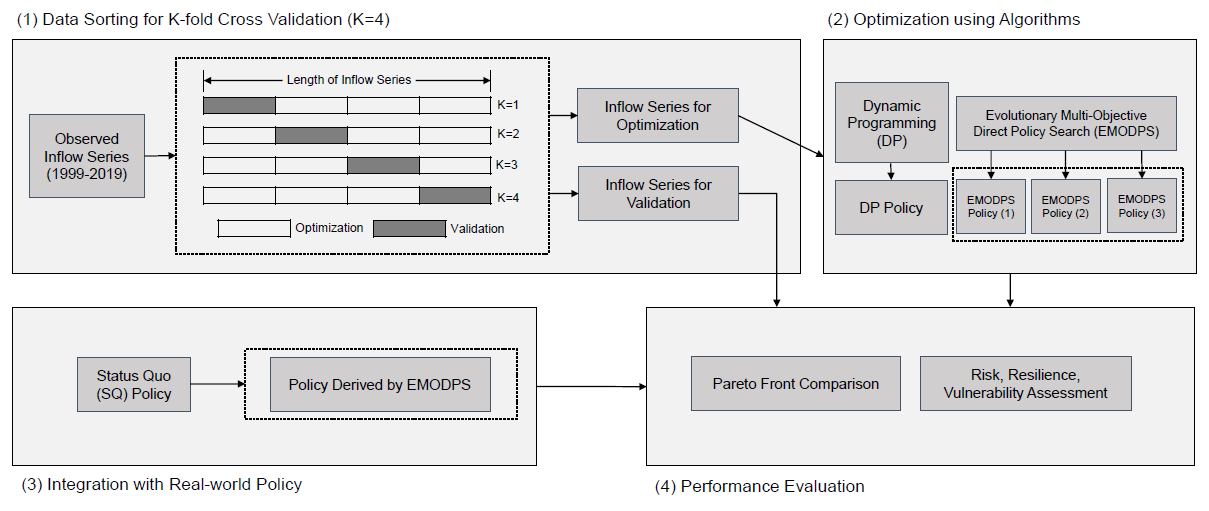 (1) Data Sorting for K-fold Cross Validation (K=4)
Observed
Inflow Series
(1999-2019)
Length of Inflow Series
K=1
K=2
K=3
K=4
Optimization
Validation
Inflow Series for
Optimization
Inflow Series for
Validation
(2) Optimization using Algorithms
Dynamic
Programming
(DP)
DP Policy
Evolutionary Multi-Objective
Direct Policy Search (EMODPS)
EMODPS
Policy (1)
EMODPS
Policy (2)
EMODPS
Policy (3)
Status Quo
(SQ) Policy
Policy Derived by EMODPS
(3) Integration with Real-world Policy
Pareto Front Comparison
Risk, Resilience,
Vulnerability Assessment
(4) Performance Evaluation